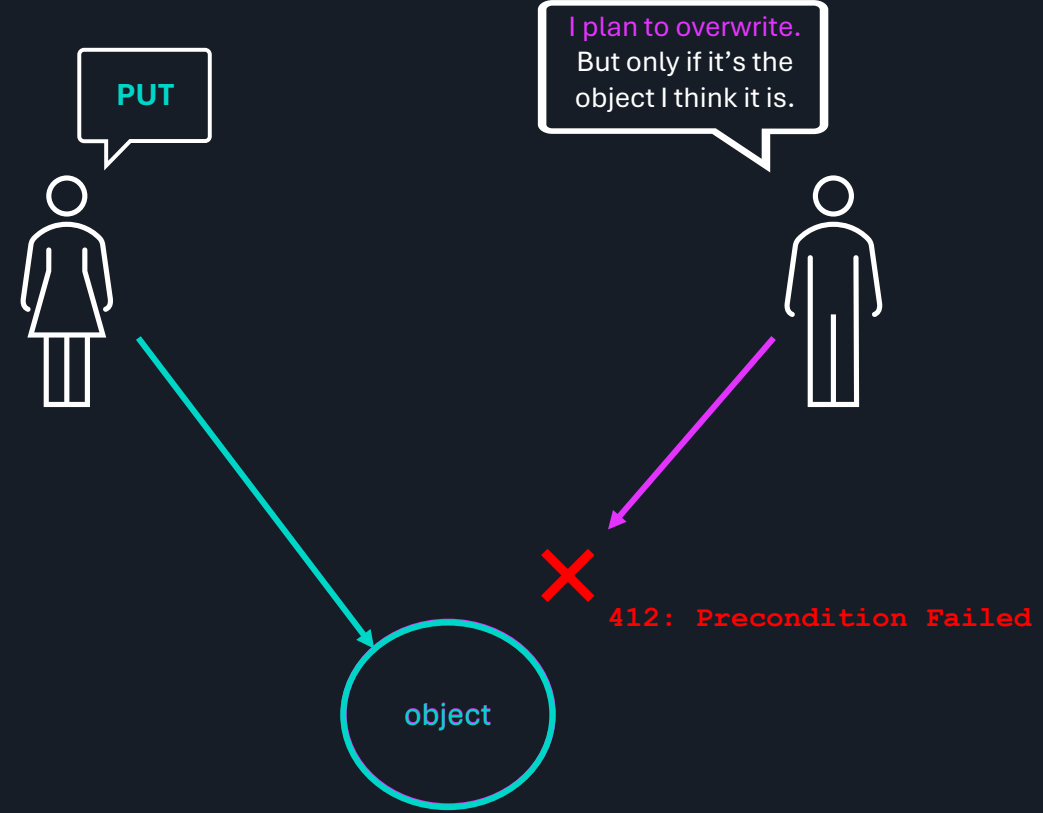 PUT
I plan to overwrite.
But only if it’s the
object I think it is.
412: Precondition Failed
object